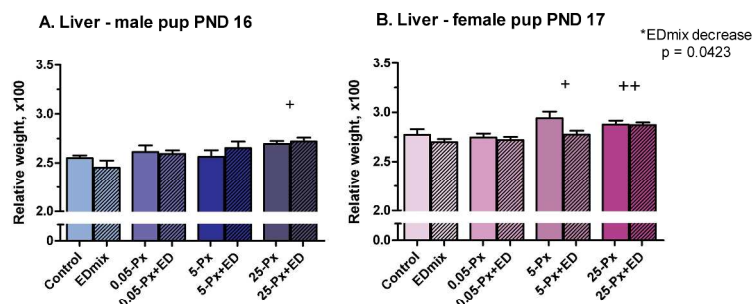 A. Liver - male pup PND 16
Relative weight, x100
3.5
3.0
2.5
2.0
0
+
Control
EDmix
0.05-Px
0.05-Px+ED
5-Px
5-Px+ED
25-Px
25-Px+ED
B. Liver - female pup PND 17
*EDmix decrease
p = 0.0423
Relative weight, x100
3.5
3.0
2.5
2.0
0.0
+
++
Control
EDmix
0.05-Px
0.05-Px+ED
5-Px
5-Px+ED
25-Px
25-Px+ED